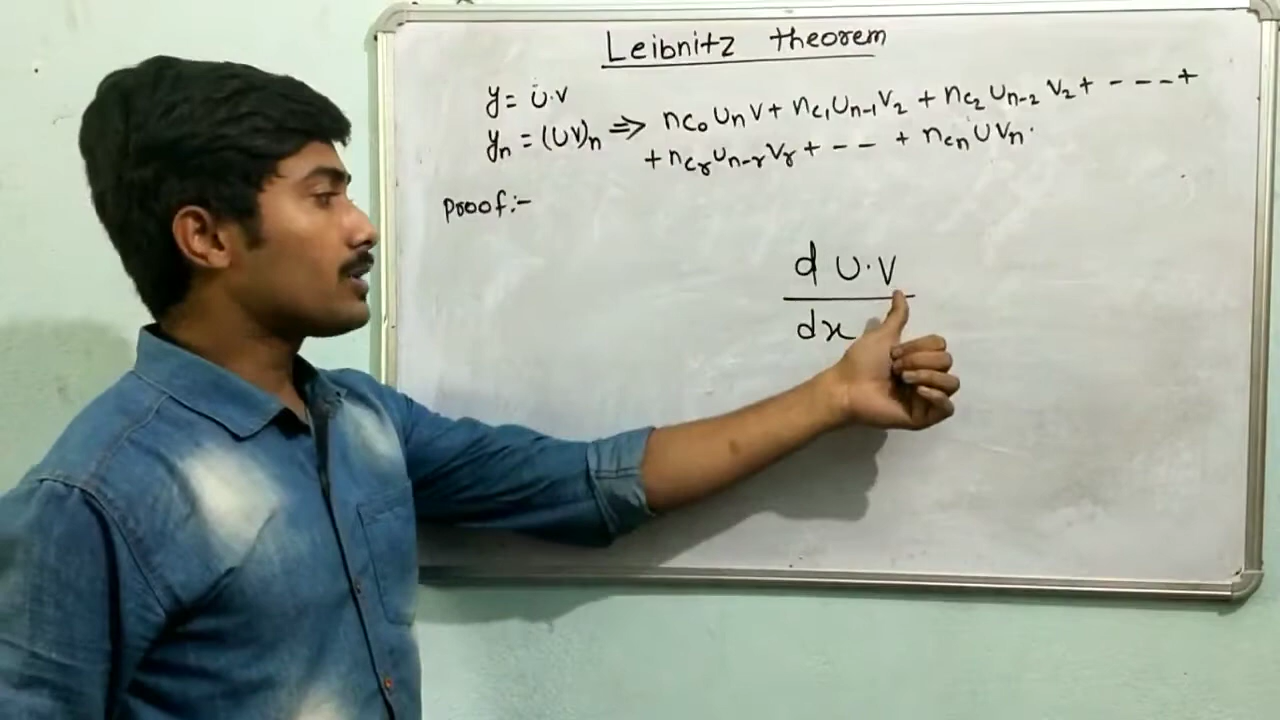 Leibnitz theorem
y = U·V
yn = (UV)n ⇒ nc₀ Un V + nc₁ Un-1 V2 + nc₂ Un-2 V2 + - - - +
+ ncr Un-r Vr + - - + ncn U Vn.
Proof:-
d U·V
dx